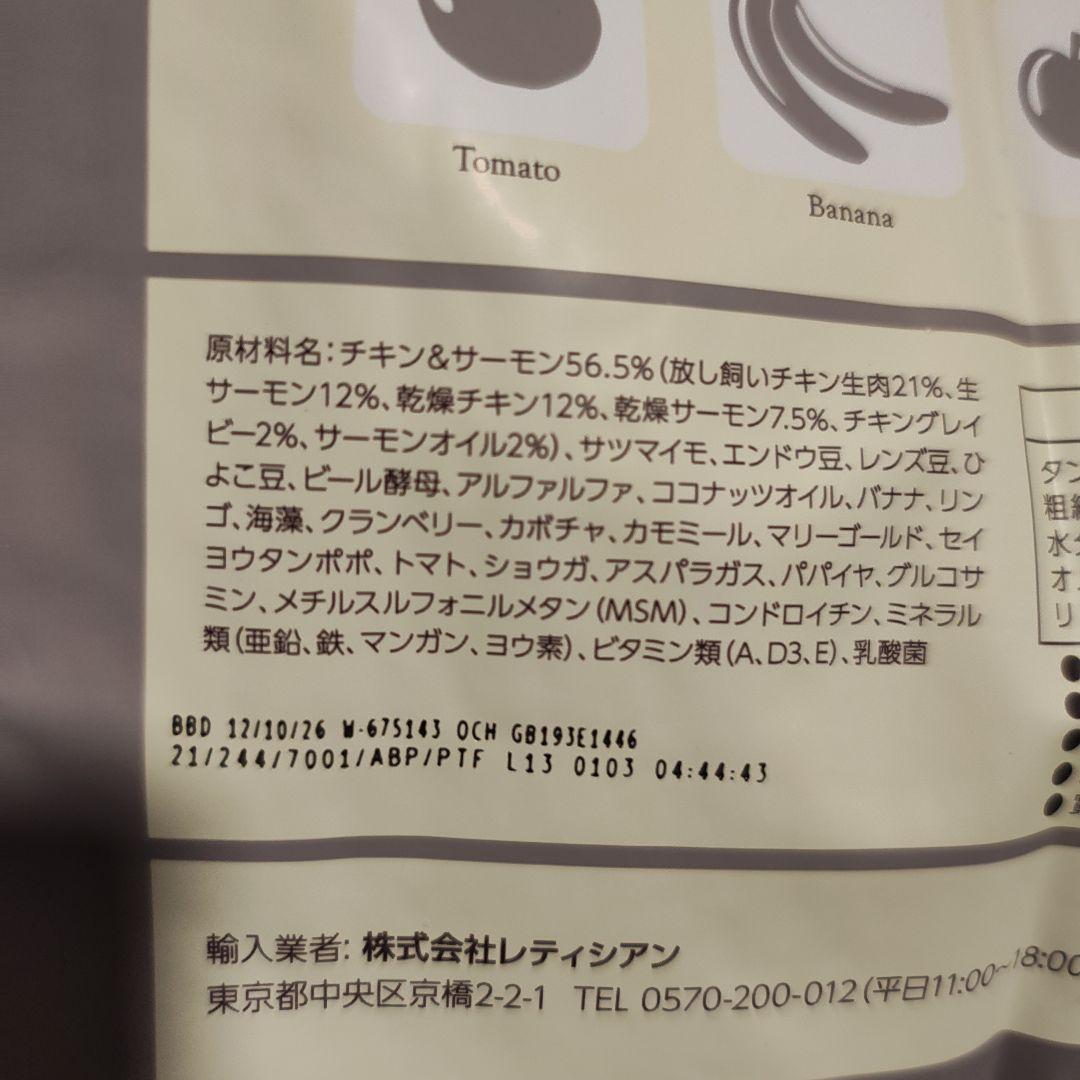 Tomato
Banana
原材料名：チキン＆サーモン56.5%（放し飼いチキン生肉21%、生
サーモン12%、乾燥チキン12%、乾燥サーモン7.5%、チキングレイ
ビー2%、サーモンオイル2%）、サツマイモ、エンドウ豆、レンズ豆、ひ
よこ豆、ビール酵母、アルファルファ、ココナッツオイル、バナナ、リン
ゴ、海藻、クランベリー、カボチャ、カモミール、マリーゴールド、セイ
ヨウタンポポ、トマト、ショウガ、アスパラガス、パパイヤ、グルコサ
ミン、メチルスルフォニルメタン（MSM）、コンドロイチン、ミネラル
類（亜鉛、鉄、マンガン、ヨウ素）、ビタミン類（A、D3、E）、乳酸菌
タン
粗
水
オ
リ
BBD 12/10/26 W-675143 OCH GB193E1446
21/244/7001/ABP/PTF L13 0103 04:44:43
輸入業者: 株式会社レティシアン
東京都中央区京橋2-2-1 TEL 0570-200-012（平日11:00~18:00